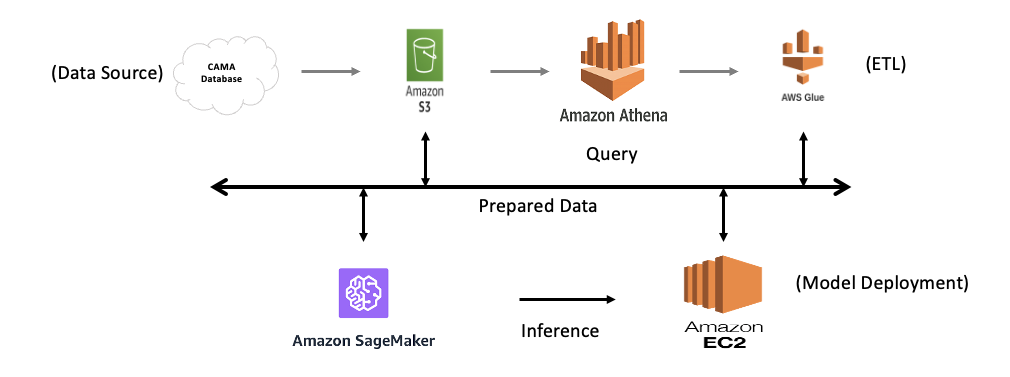 (Data Source)
CAMA
Database
Amazon
S3
Amazon Athena
AWS Glue
(ETL)
Query
Prepared Data
Amazon SageMaker
Inference
Amazon
EC2
(Model Deployment)